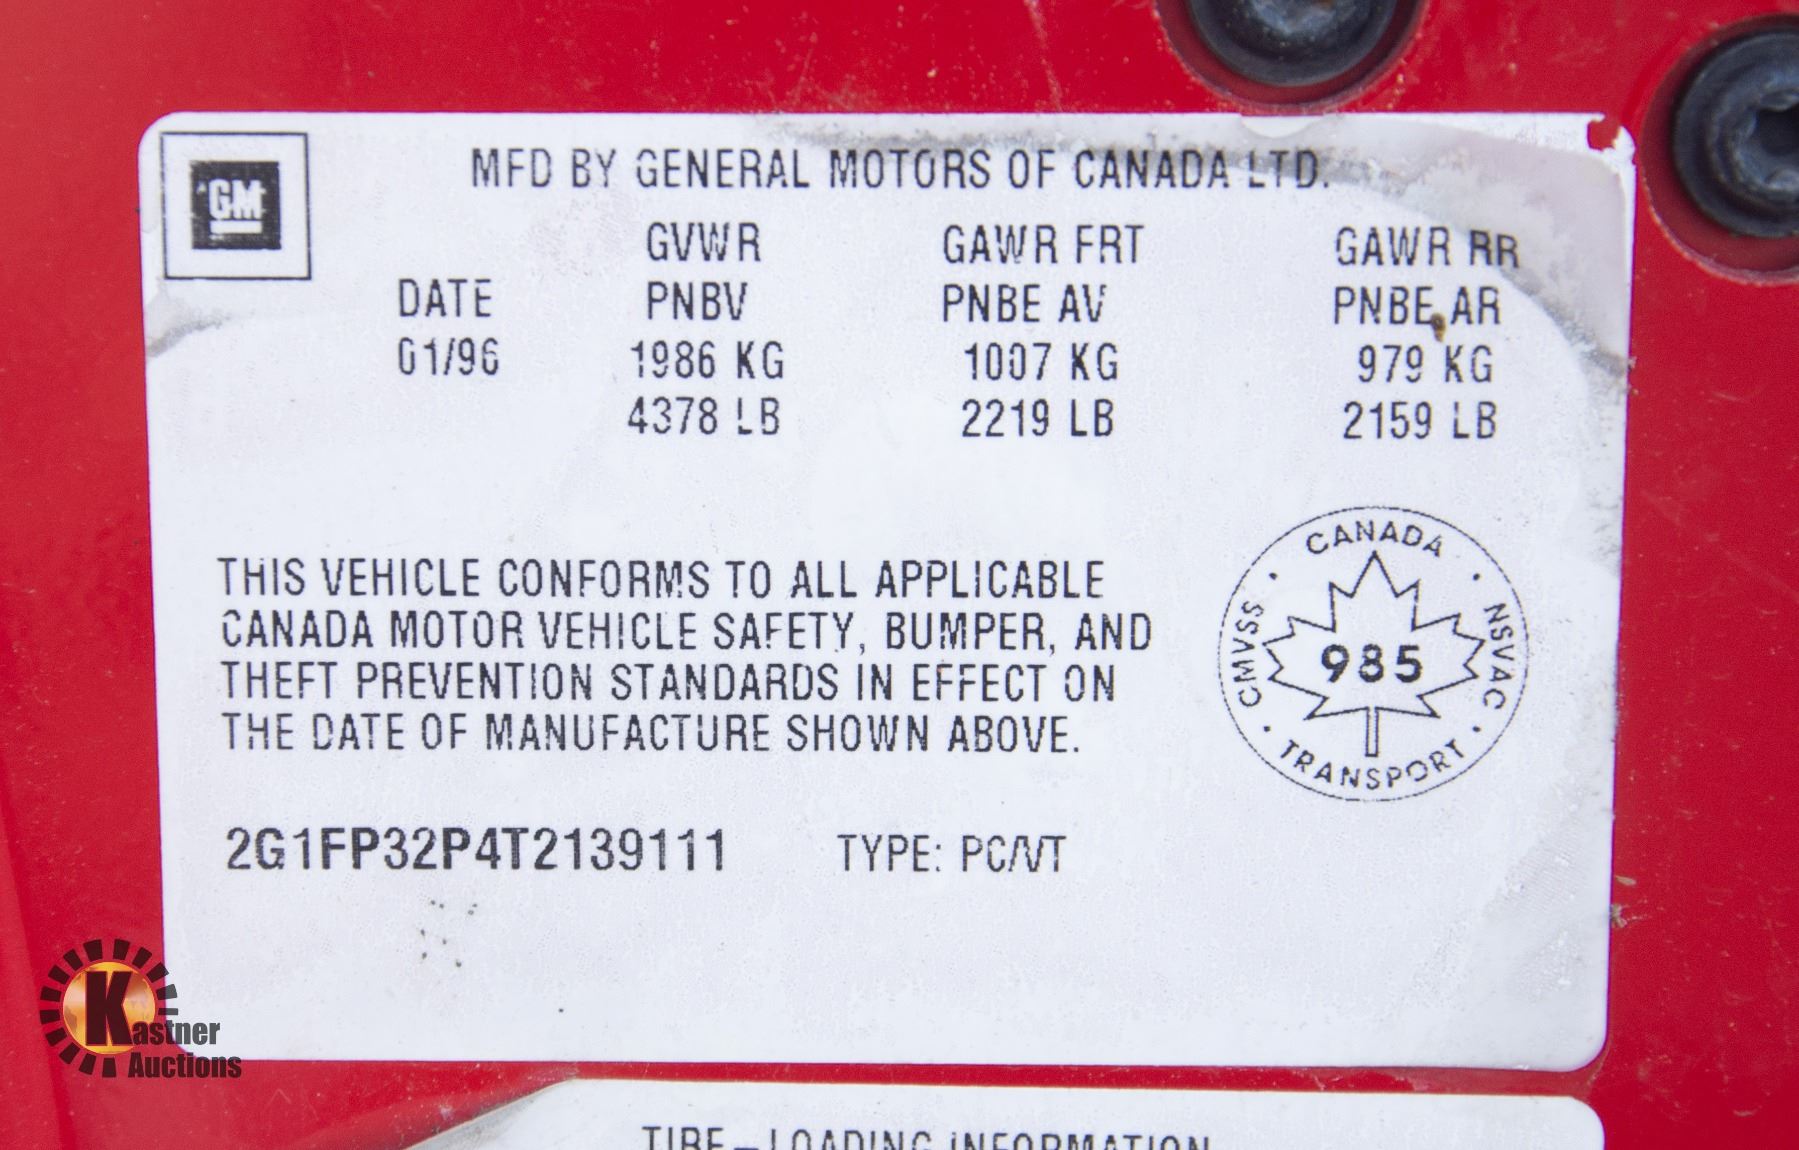 GM
MFD BY GENERAL MOTORS OF CANADA LTD.
GVWR GAWR FRT GAWR RR
DATE PNBV PNBE AV PNBE AR
01/96 1986 KG 1007 KG 979 KG
4378 LB 2219 LB 2159 LB
THIS VEHICLE CONFORMS TO ALL APPLICABLE
CANADA MOTOR VEHICLE SAFETY, BUMPER, AND
THEFT PREVENTION STANDARDS IN EFFECT ON
THE DATE OF MANUFACTURE SHOWN ABOVE.
CANADA · NSVAC · TRANSPORT · CMVSS ·
985
2G1FP32P4T2139111 TYPE: PC/VT
Kastner
Auctions
TIRE–LOADING INFORMATION